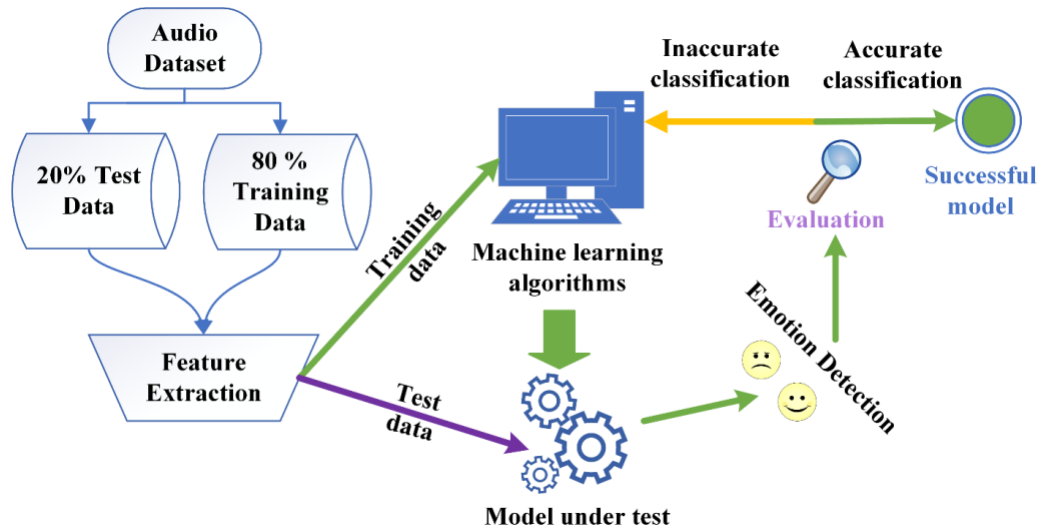 Audio
Dataset
20% Test
Data
80 %
Training
Data
Feature
Extraction
Training
data
Test
data
Machine learning
algorithms
Model under test
Emotion Detection
Evaluation
Inaccurate
classification
Accurate
classification
Successful
model